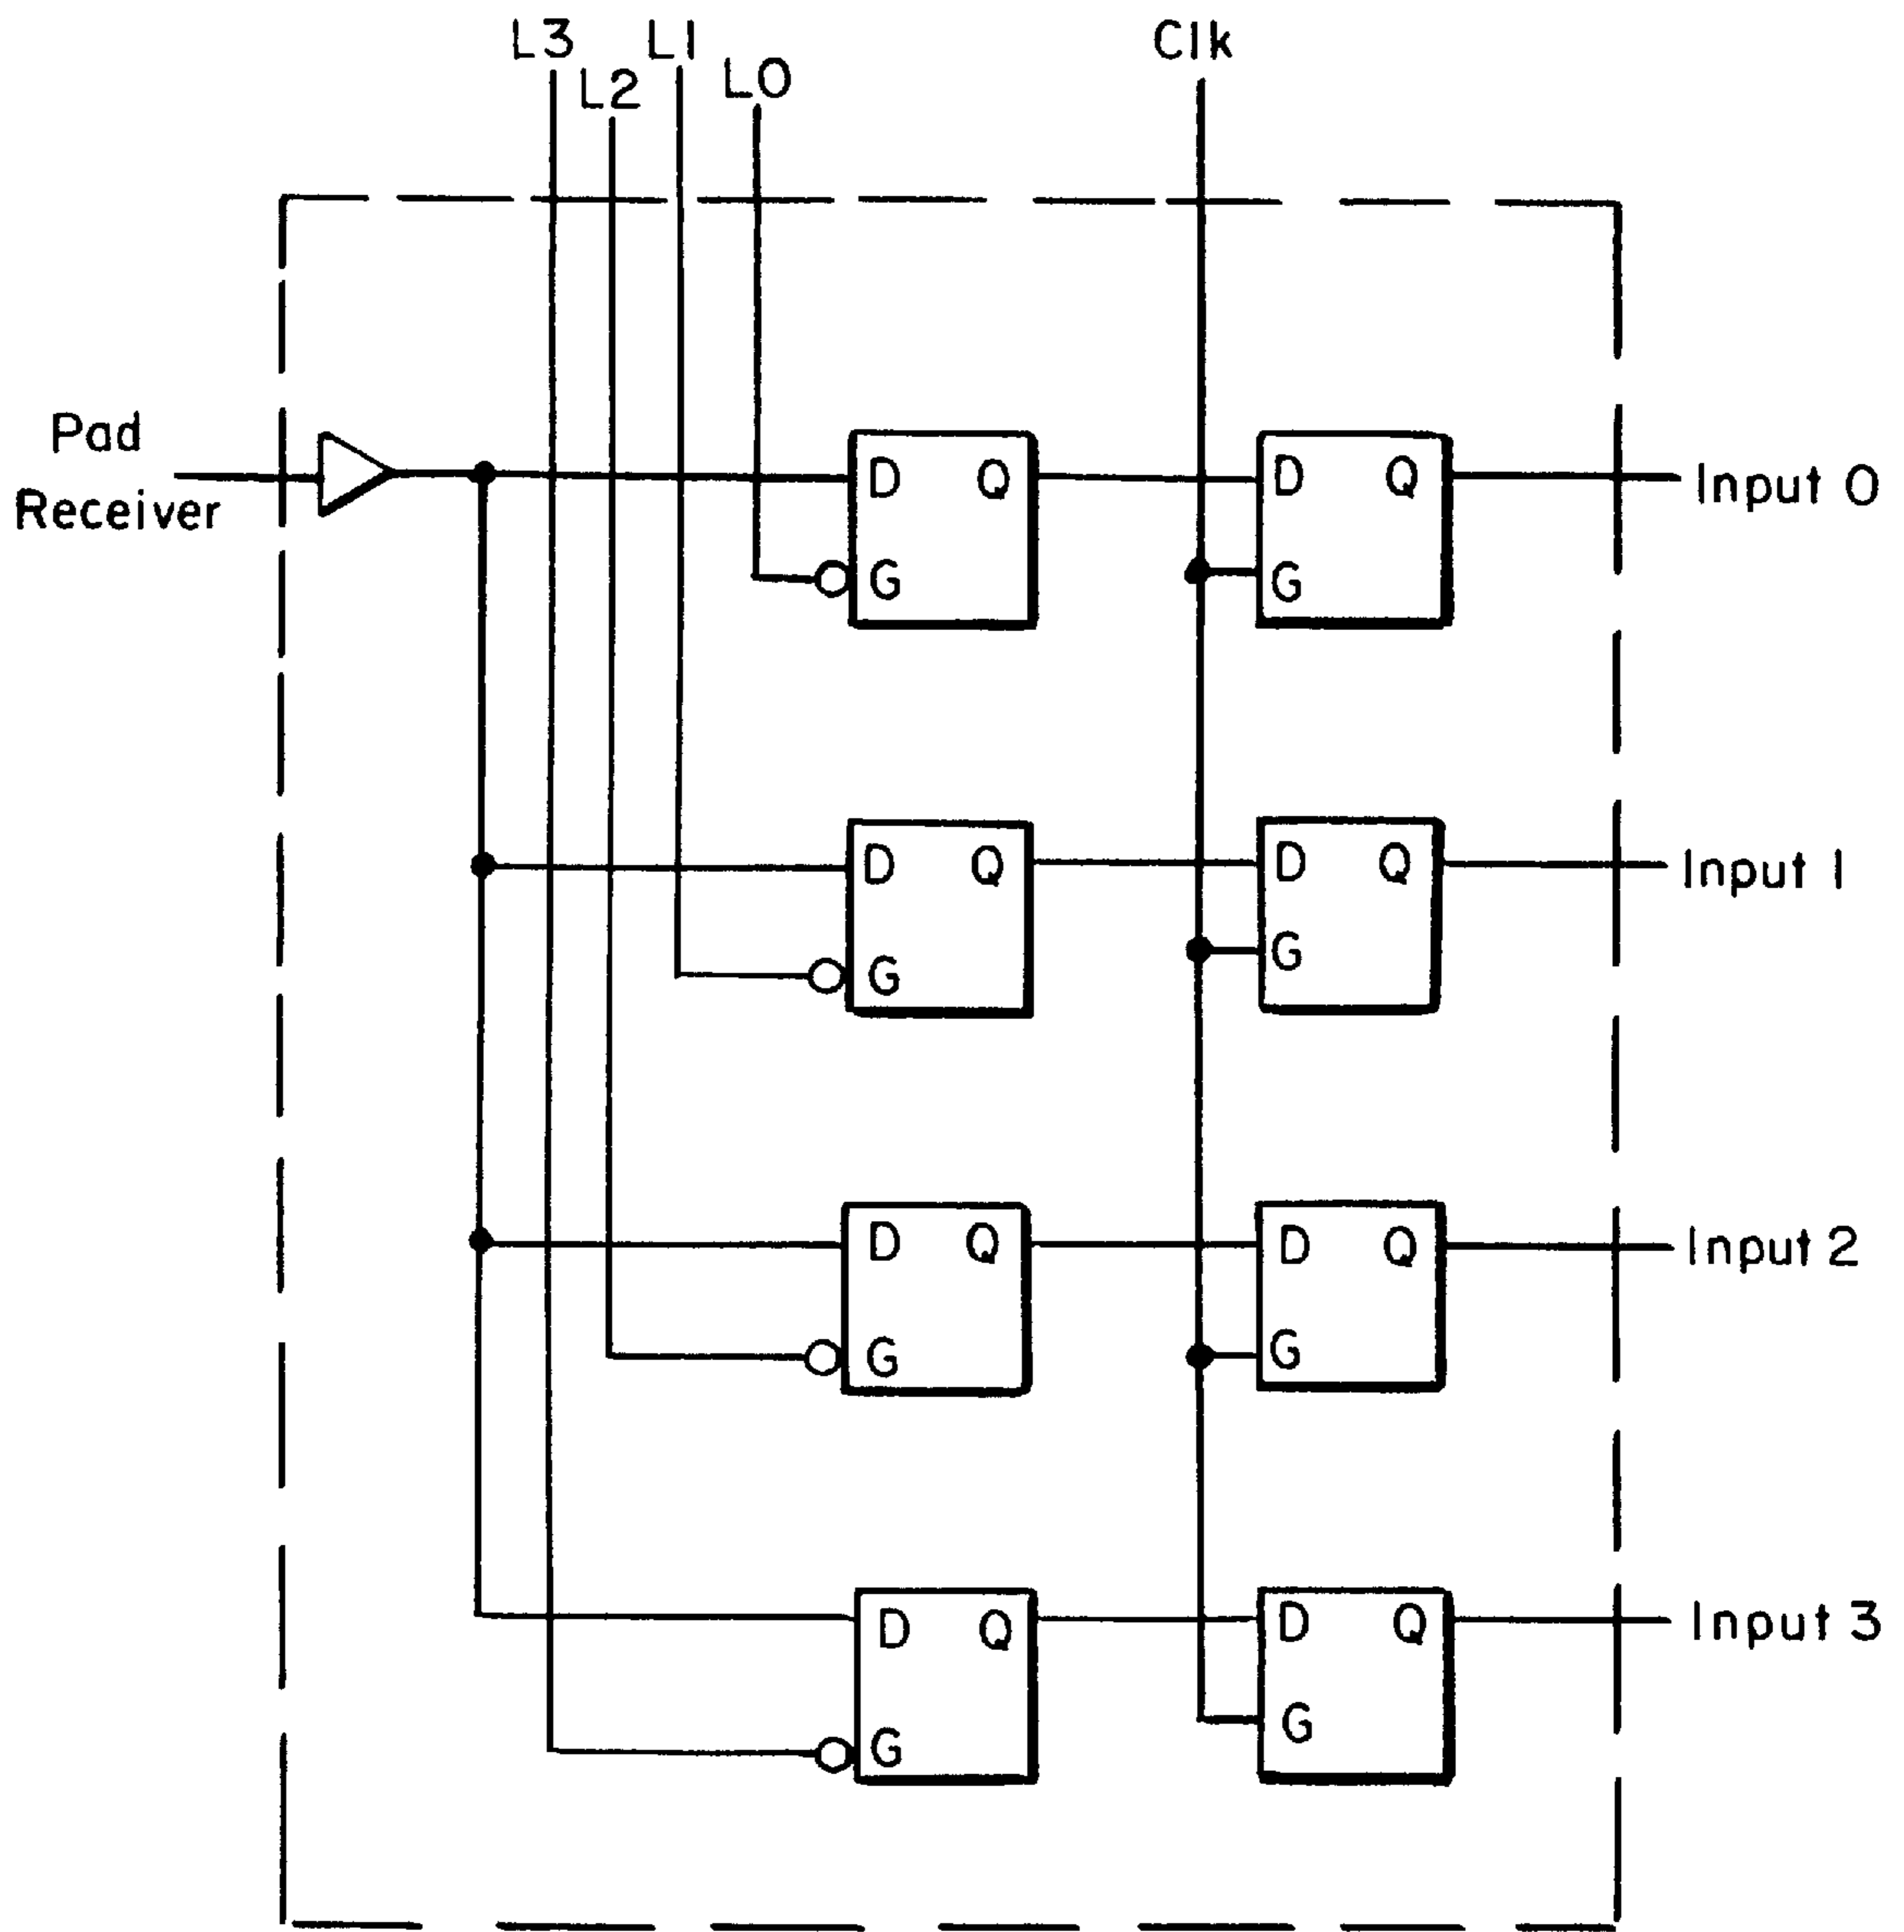 L3 L1 Clk
L2 L0
Pad
Receiver
D Q D Q Input 0
G G
D Q D Q Input 1
G G
D Q D Q Input 2
G G
D Q D Q Input 3
G G